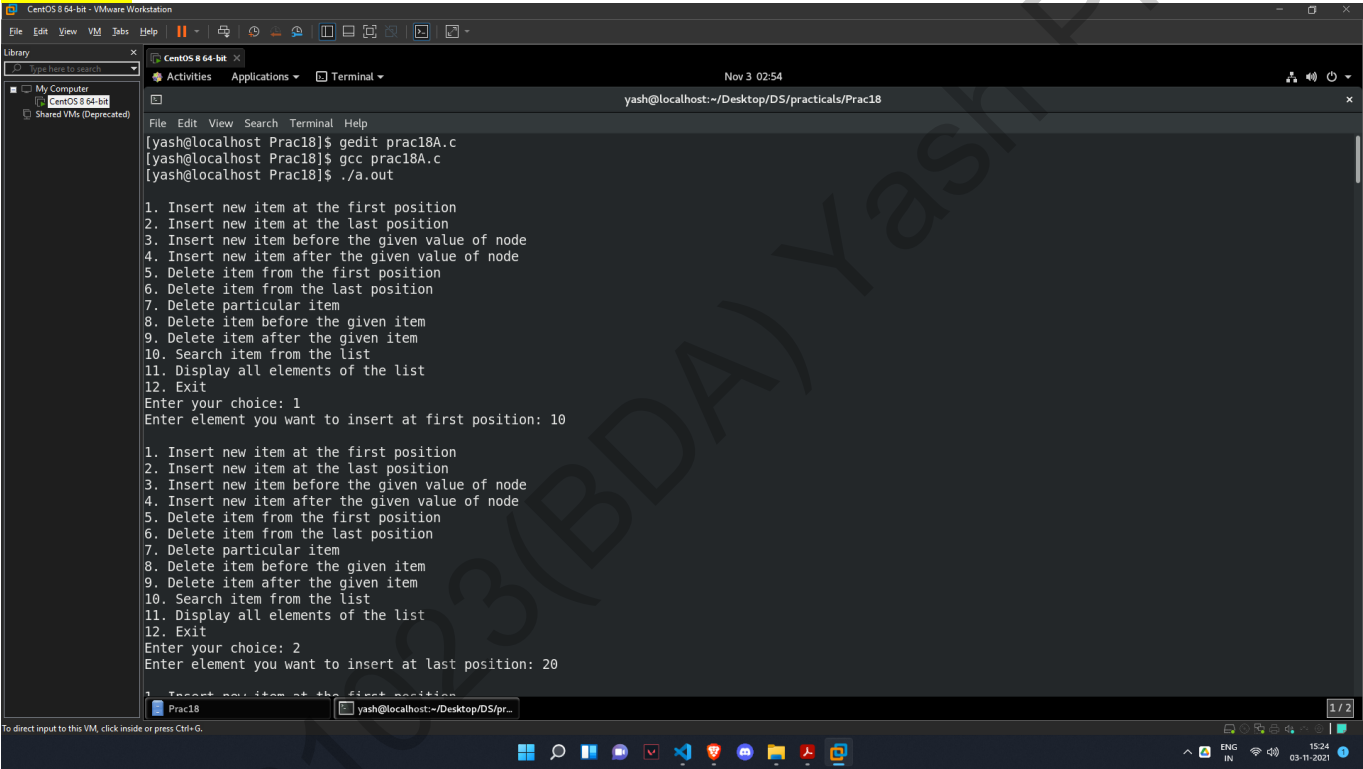 CentOS 8 64-bit - VMware Workstation
File Edit View VM Tabs Help
Library
Type here to search
My Computer
CentOS 8 64-bit
Shared VMs (Deprecated)
CentOS 8 64-bit
Activities Applications Terminal Nov 3 02:54
yash@localhost:~/Desktop/DS/practicals/Prac18
File Edit View Search Terminal Help
[yash@localhost Prac18]$ gedit prac18A.c
[yash@localhost Prac18]$ gcc prac18A.c
[yash@localhost Prac18]$ ./a.out
1. Insert new item at the first position
2. Insert new item at the last position
3. Insert new item before the given value of node
4. Insert new item after the given value of node
5. Delete item from the first position
6. Delete item from the last position
7. Delete particular item
8. Delete item before the given item
9. Delete item after the given item
10. Search item from the list
11. Display all elements of the list
12. Exit
Enter your choice: 1
Enter element you want to insert at first position: 10
1. Insert new item at the first position
2. Insert new item at the last position
3. Insert new item before the given value of node
4. Insert new item after the given value of node
5. Delete item from the first position
6. Delete item from the last position
7. Delete particular item
8. Delete item before the given item
9. Delete item after the given item
10. Search item from the list
11. Display all elements of the list
12. Exit
Enter your choice: 2
Enter element you want to insert at last position: 20
1. Insert new item at the first position
Prac18
yash@localhost:~/Desktop/DS/pr...
1 / 2
To direct input to this VM, click inside or press Ctrl+G.
ENG
IN
15:24
03-11-2021
1
1023(BDA) Yash P